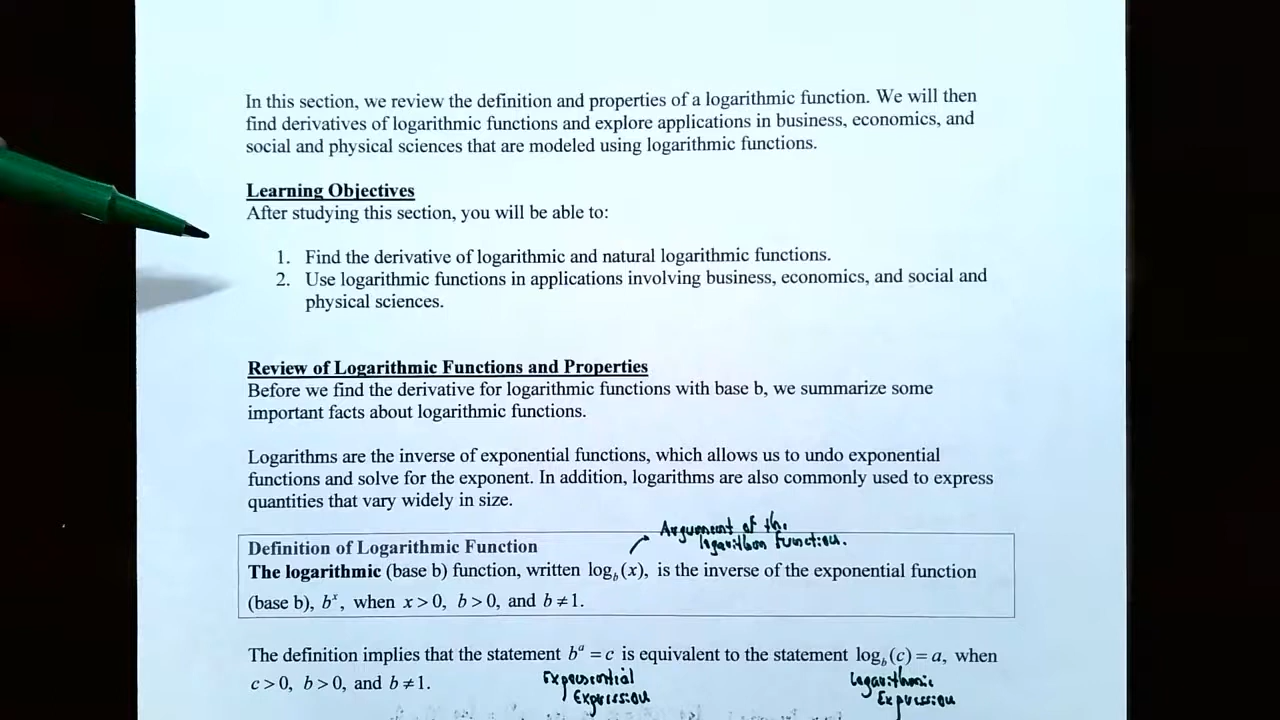 In this section, we review the definition and properties of a logarithmic function. We will then
find derivatives of logarithmic functions and explore applications in business, economics, and
social and physical sciences that are modeled using logarithmic functions.
Learning Objectives
After studying this section, you will be able to:
1. Find the derivative of logarithmic and natural logarithmic functions.
2. Use logarithmic functions in applications involving business, economics, and social and
physical sciences.
Review of Logarithmic Functions and Properties
Before we find the derivative for logarithmic functions with base b, we summarize some
important facts about logarithmic functions.
Logarithms are the inverse of exponential functions, which allows us to undo exponential
functions and solve for the exponent. In addition, logarithms are also commonly used to express
quantities that vary widely in size.
Argument of the
logarithm function.
Definition of Logarithmic Function
The logarithmic (base b) function, written log_b(x), is the inverse of the exponential function
(base b), b^x, when x > 0, b > 0, and b ≠ 1.
The definition implies that the statement b^a = c is equivalent to the statement log_b(c) = a, when
c > 0, b > 0, and b ≠ 1.
Exponential
Expression
Logarithmic
Expression